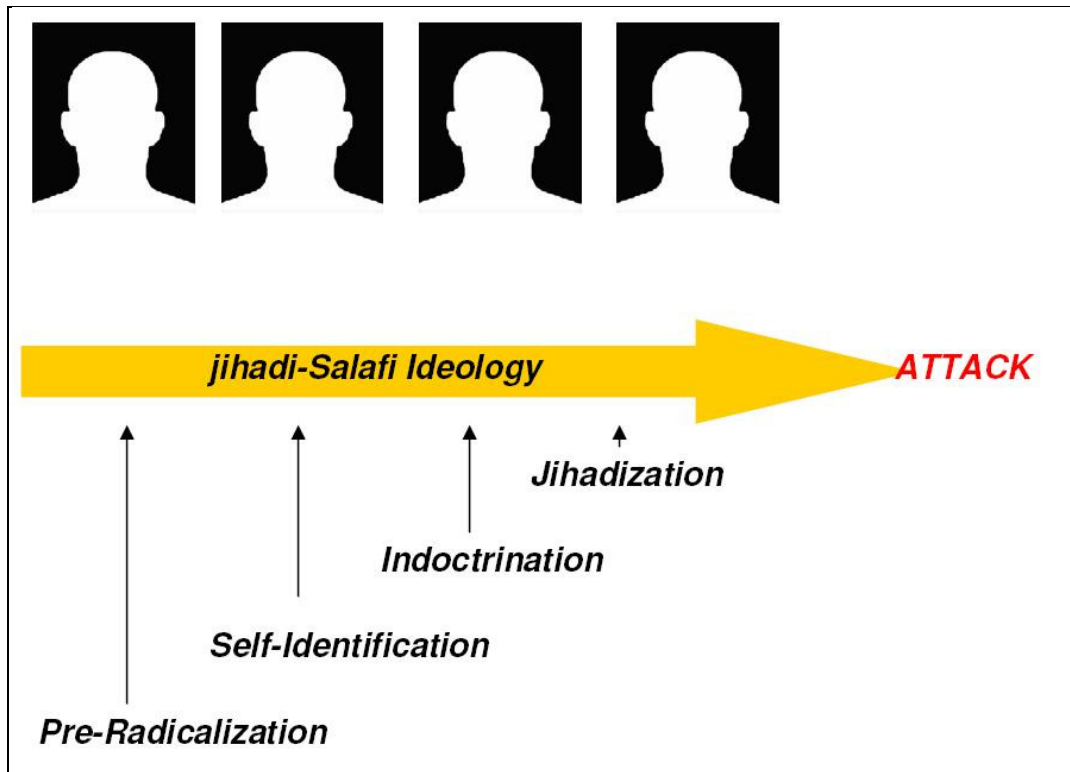 jihadi-Salafi Ideology
ATTACK
Jihadization
Indoctrination
Self-Identification
Pre-Radicalization